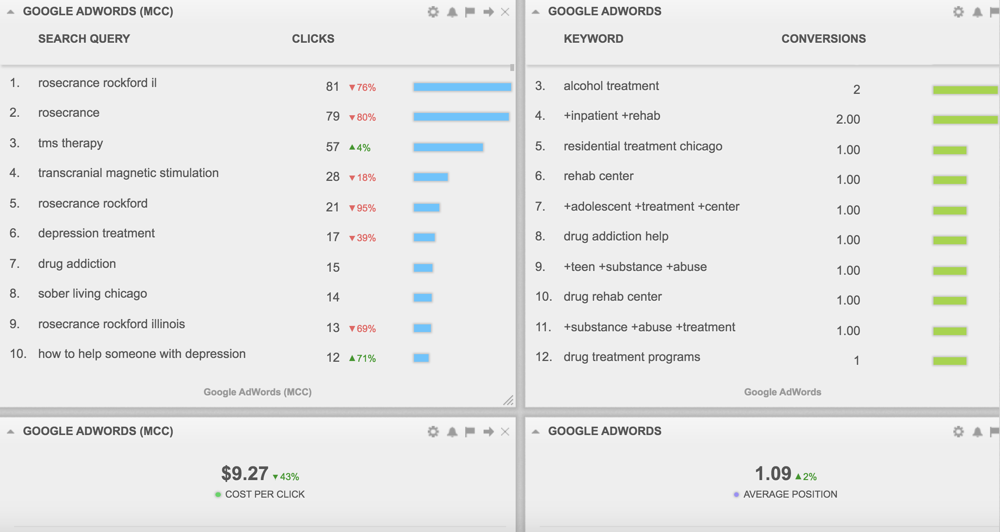 GOOGLE ADWORDS (MCC)
SEARCH QUERY CLICKS
1. rosecrance rockford il 81 ▼76%
2. rosecrance 79 ▼80%
3. tms therapy 57 ▲4%
4. transcranial magnetic stimulation 28 ▼18%
5. rosecrance rockford 21 ▼95%
6. depression treatment 17 ▼39%
7. drug addiction 15
8. sober living chicago 14
9. rosecrance rockford illinois 13 ▼69%
10. how to help someone with depression 12 ▲71%
Google AdWords (MCC)
GOOGLE ADWORDS
KEYWORD CONVERSIONS
3. alcohol treatment 2
4. +inpatient +rehab 2.00
5. residential treatment chicago 1.00
6. rehab center 1.00
7. +adolescent +treatment +center 1.00
8. drug addiction help 1.00
9. +teen +substance +abuse 1.00
10. drug rehab center 1.00
11. +substance +abuse +treatment 1.00
12. drug treatment programs 1
Google AdWords
GOOGLE ADWORDS (MCC)
$9.27 ▼43%
COST PER CLICK
GOOGLE ADWORDS
1.09 ▲2%
AVERAGE POSITION